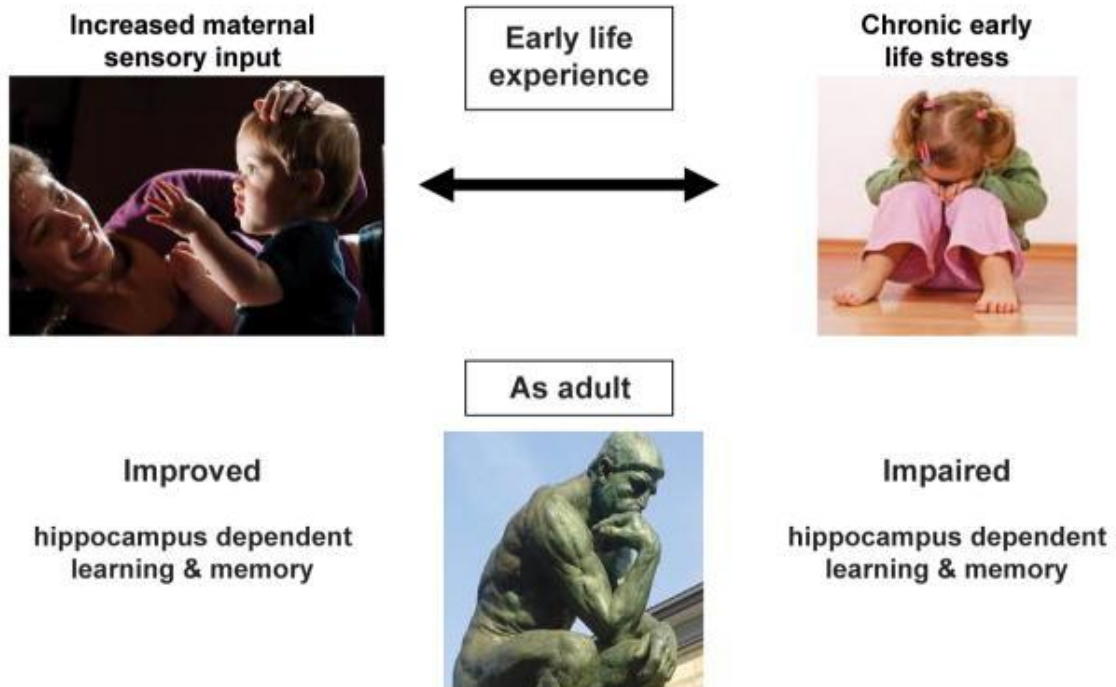 Increased maternal
sensory input
Early life
experience
Chronic early
life stress
As adult
Improved
hippocampus dependent
learning & memory
Impaired
hippocampus dependent
learning & memory